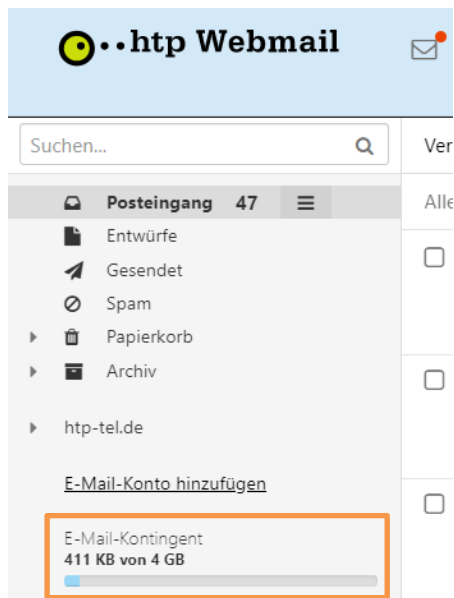 htp Webmail
Suchen...
Ver
Posteingang 47
Alle
Entwürfe
Gesendet
Spam
Papierkorb
Archiv
htp-tel.de
E-Mail-Konto hinzufügen
E-Mail-Kontingent
411 KB von 4 GB